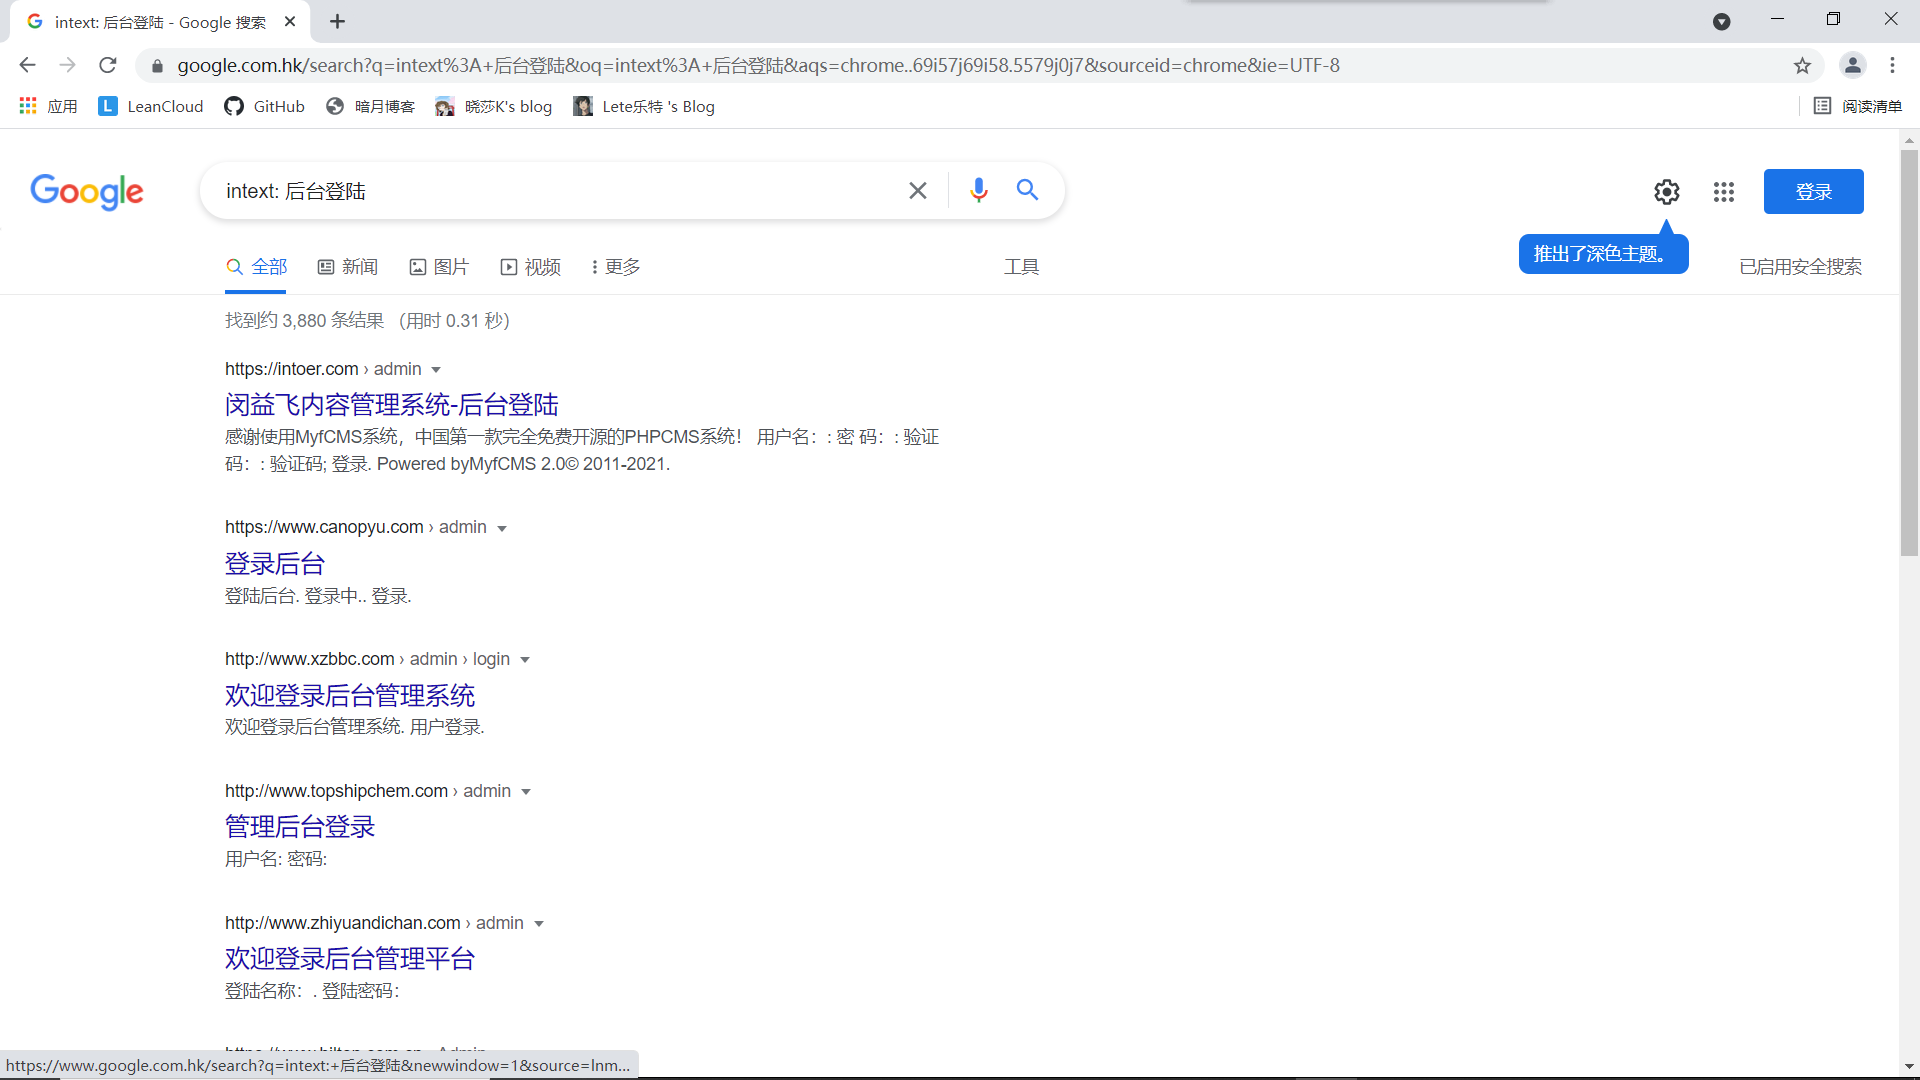 intext: 后台登陆 - Google 搜索
google.com.hk/search?q=intext%3A+后台登陆&oq=intext%3A+后台登陆&aqs=chrome..69i57j69i58.5579j0j7&sourceid=chrome&ie=UTF-8
应用 LeanCloud GitHub 暗月博客 晓莎K's blog Lete乐特 's Blog 阅读清单
Google intext: 后台登陆 登录
推出了深色主题。
全部 新闻 图片 视频 更多 工具 已启用安全搜索
找到约 3,880 条结果 （用时 0.31 秒）
https://intoer.com › admin
闵益飞内容管理系统-后台登陆
感谢使用MyfCMS系统，中国第一款完全免费开源的PHPCMS系统！ 用户名：: 密 码：: 验证
码：: 验证码; 登录. Powered byMyfCMS 2.0© 2011-2021.
https://www.canopyu.com › admin
登录后台
登陆后台. 登录中.. 登录.
http://www.xzbbc.com › admin › login
欢迎登录后台管理系统
欢迎登录后台管理系统. 用户登录.
http://www.topshipchem.com › admin
管理后台登录
用户名: 密码:
http://www.zhiyuandichan.com › admin
欢迎登录后台管理平台
登陆名称：. 登陆密码：
https://www.google.com.hk/search?q=intext:+后台登陆&newwindow=1&source=lnm...